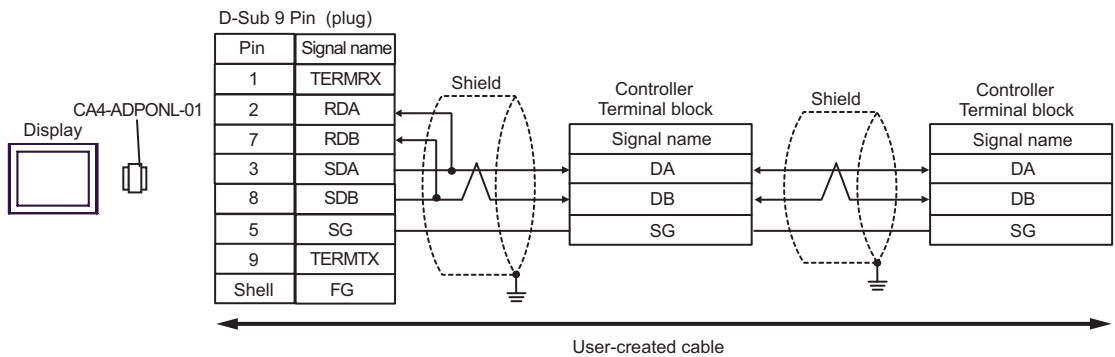 D-Sub 9 Pin (plug)
Pin Signal name
1 TERMRX
2 RDA
7 RDB
3 SDA
8 SDB
5 SG
9 TERMTX
Shell FG
CA4-ADPONL-01
Display
Shield
Controller
Terminal block
Signal name
DA
DB
SG
Shield
Controller
Terminal block
Signal name
DA
DB
SG
User-created cable